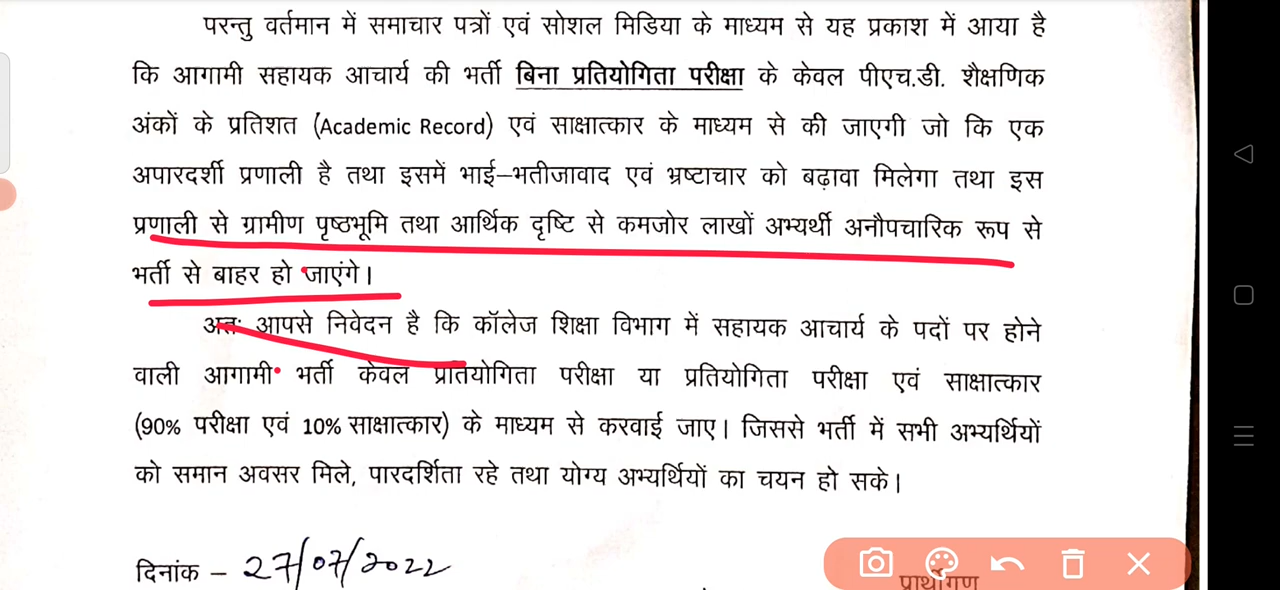 परन्तु वर्तमान में समाचार पत्रों एवं सोशल मिडिया के माध्यम से यह प्रकाश में आया है
कि आगामी सहायक आचार्य की भर्ती बिना प्रतियोगिता परीक्षा के केवल पीएच.डी. शैक्षणिक
अंकों के प्रतिशत (Academic Record) एवं साक्षात्कार के माध्यम से की जाएगी जो कि एक
अपारदर्शी प्रणाली है तथा इसमें भाई–भतीजावाद एवं भ्रष्टाचार को बढ़ावा मिलेगा तथा इस
प्रणाली से ग्रामीण पृष्ठभूमि तथा आर्थिक दृष्टि से कमजोर लाखों अभ्यर्थी अनौपचारिक रूप से
भर्ती से बाहर हो जाएंगे।
अतः आपसे निवेदन है कि कॉलेज शिक्षा विभाग में सहायक आचार्य के पदों पर होने
वाली आगामी भर्ती केवल प्रतियोगिता परीक्षा या प्रतियोगिता परीक्षा एवं साक्षात्कार
(90% परीक्षा एवं 10% साक्षात्कार) के माध्यम से करवाई जाए। जिससे भर्ती में सभी अभ्यर्थियों
को समान अवसर मिले, पारदर्शिता रहे तथा योग्य अभ्यर्थियों का चयन हो सके।
दिनांक – 27/07/2022
प्रार्थीगण